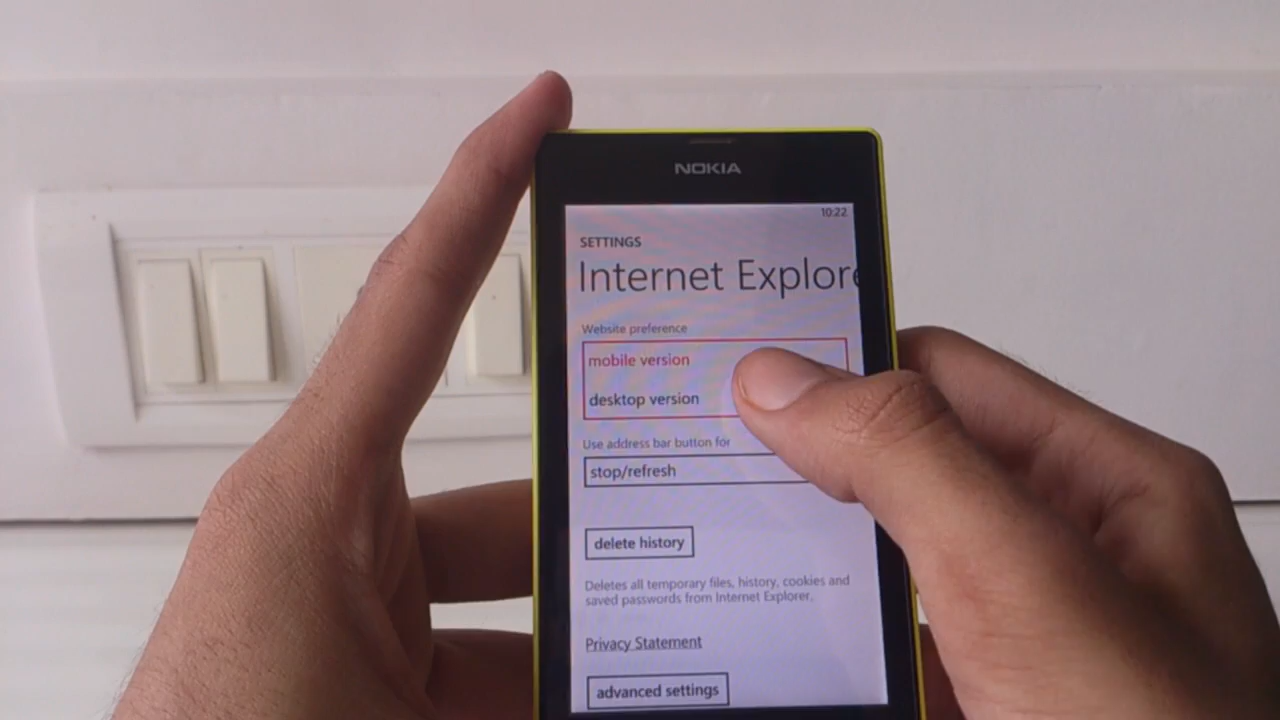 NOKIA
10:22
SETTINGS
Internet Explore
Website preference
mobile version
desktop version
Use address bar button for
stop/refresh
delete history
Deletes all temporary files, history, cookies and
saved passwords from Internet Explorer.
Privacy Statement
advanced settings